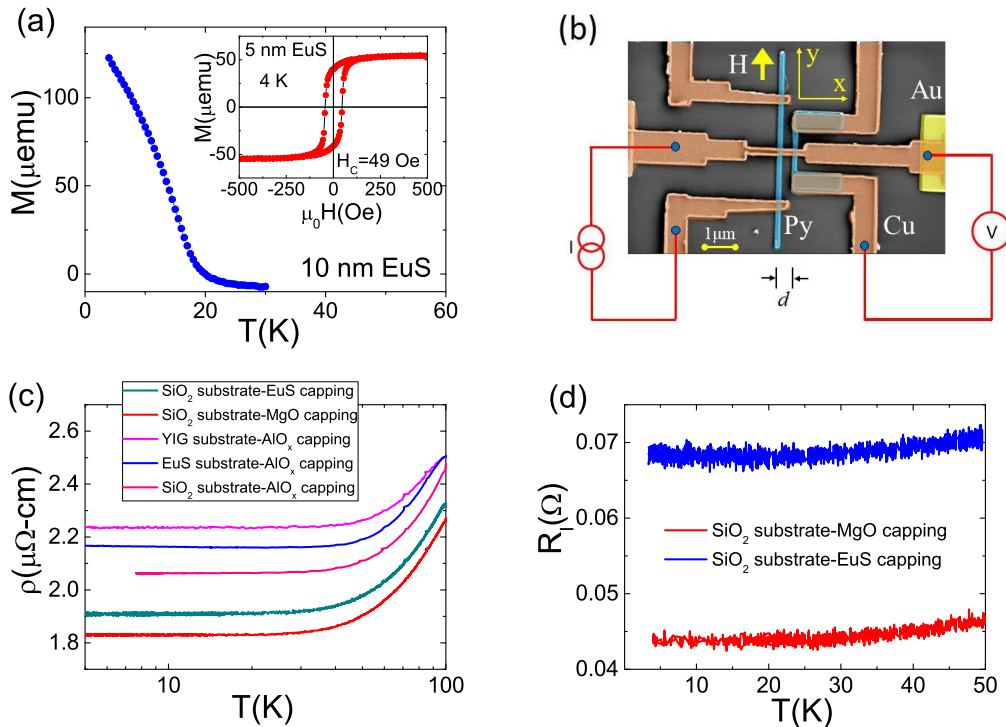 (a)
M(μemu)
100
50
0
0
20
40
60
T(K)
10 nm EuS
M(μemu)
50
0
-50
-500
-250
0
250
500
μ₀H(Oe)
5 nm EuS
4 K
H_C=49 Oe
(b)
H
y
x
Au
Py
Cu
1μm
d
I
V
(c)
SiO₂ substrate-EuS capping
SiO₂ substrate-MgO capping
YIG substrate-AlOₓ capping
EuS substrate-AlOₓ capping
SiO₂ substrate-AlOₓ capping
ρ(μΩ-cm)
2.6
2.4
2.2
2.0
1.8
10
100
T(K)
(d)
R_I(Ω)
0.07
0.06
0.05
0.04
SiO₂ substrate-MgO capping
SiO₂ substrate-EuS capping
0
10
20
30
40
50
T(K)